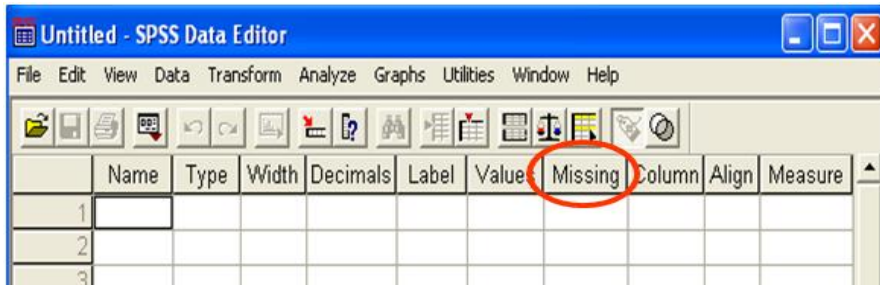 Untitled - SPSS Data Editor
File Edit View Data Transform Analyze Graphs Utilities Window Help
Name Type Width Decimals Label Values Missing Column Align Measure
1
2
3